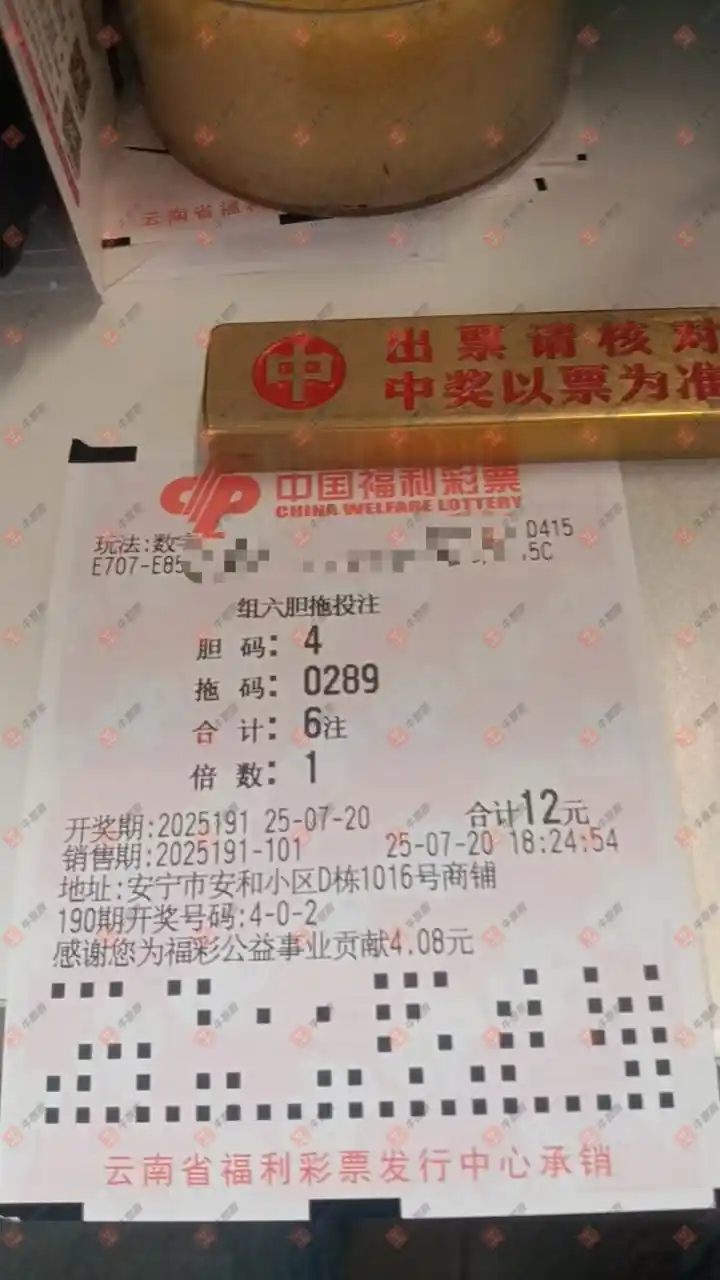 云南省福利
出票请核对
中奖以票为准
中
中国福利彩票
CHINA WELFARE LOTTERY
玩法:数字 0415
E707-E85 .5C
组六胆拖投注
胆 码: 4
拖 码: 0289
合 计: 6注
倍 数: 1
开奖期:2025191 25-07-20 合计12元
销售期:2025191-101 25-07-20 18:24:54
地址:安宁市安和小区D栋1016号商铺
190期开奖号码:4-0-2
感谢您为福彩公益事业贡献4.08元
云南省福利彩票发行中心承销